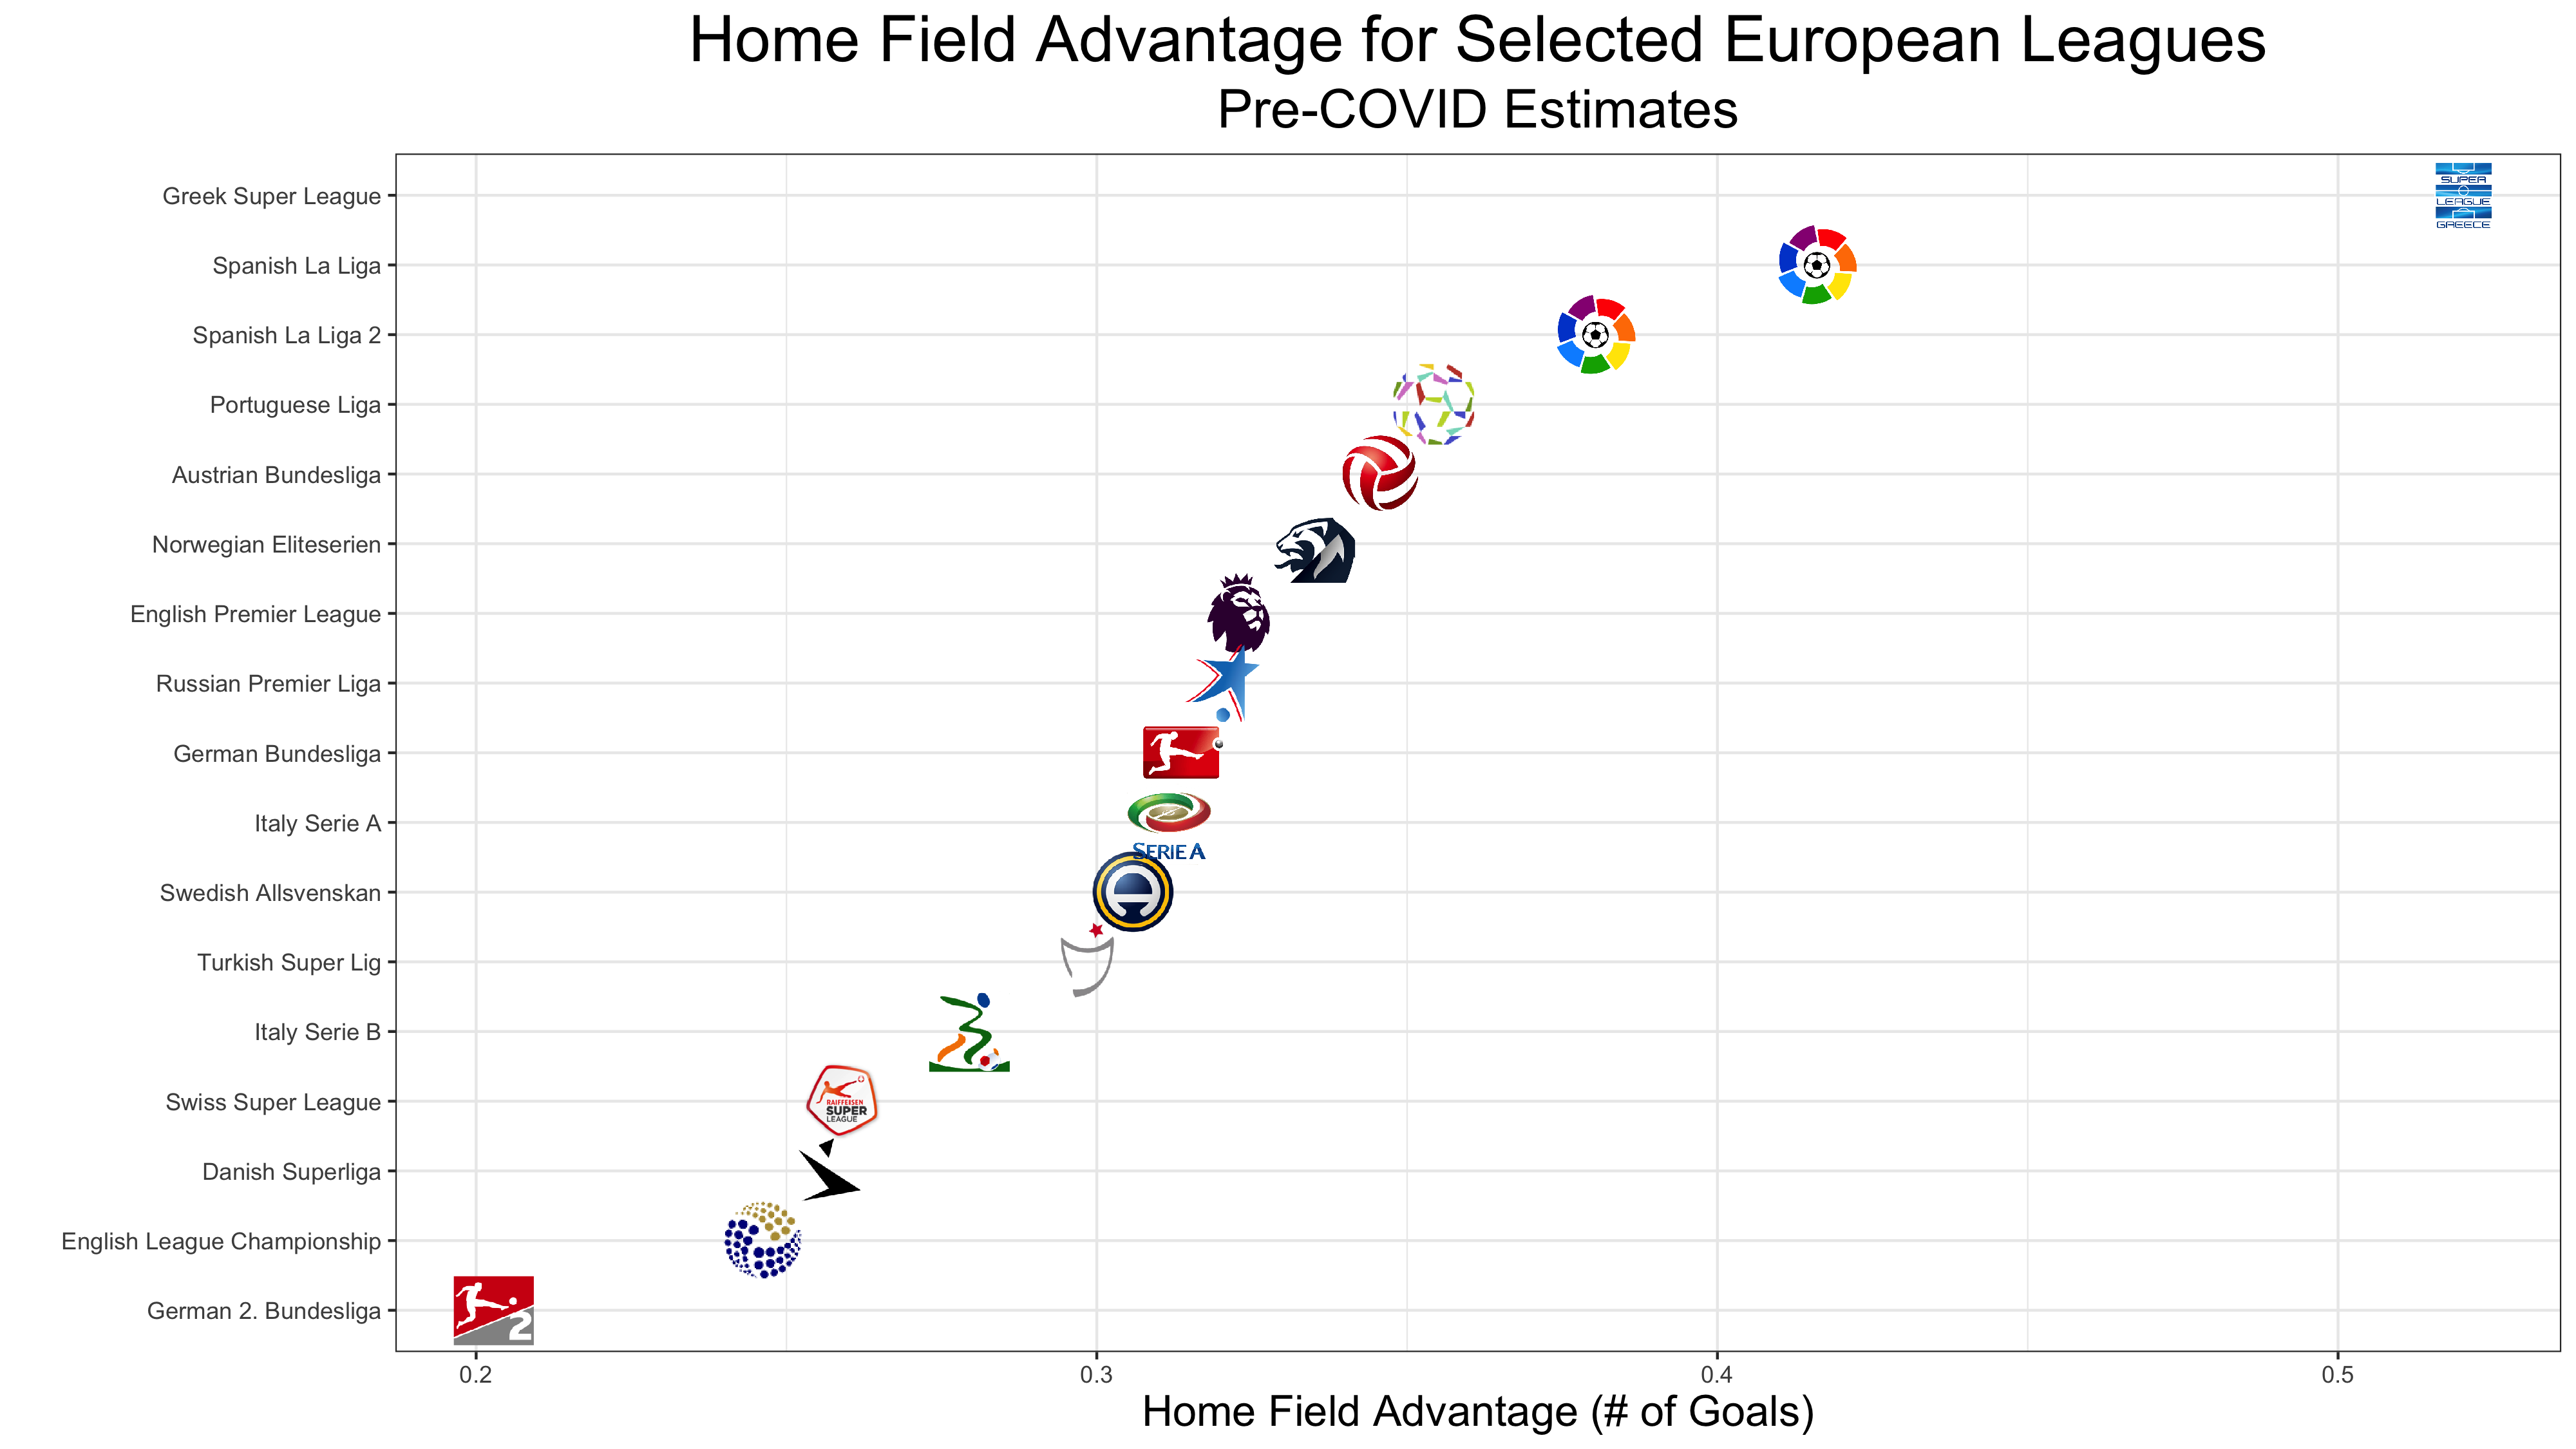 Home Field Advantage for Selected European Leagues
Pre-COVID Estimates
Greek Super League
SUPER
LEAGUE
GREECE
Spanish La Liga
Spanish La Liga 2
Portuguese Liga
Austrian Bundesliga
Norwegian Eliteserien
English Premier League
Russian Premier Liga
German Bundesliga
Italy Serie A
SERIE A
Swedish Allsvenskan
Turkish Super Lig
Italy Serie B
Swiss Super League
RAIFFEISEN
SUPER
LEAGUE
Danish Superliga
English League Championship
German 2. Bundesliga
2
0.2 0.3 0.4 0.5
Home Field Advantage (# of Goals)